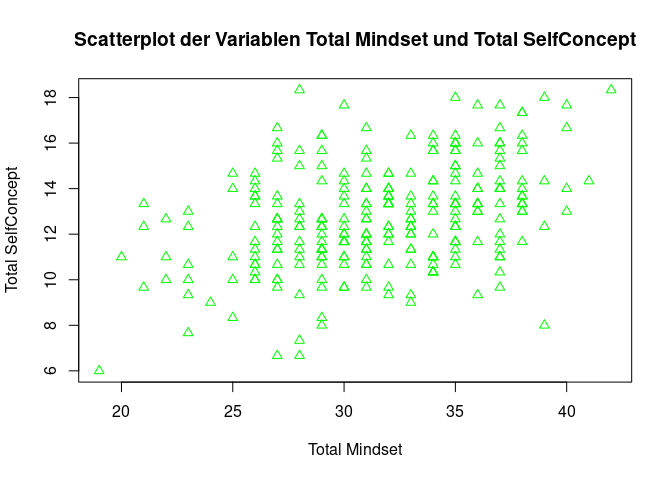 Scatterplot der Variablen Total Mindset und Total SelfConcept
Total SelfConcept
18
16
14
12
10
8
6
20 25 30 35 40
Total Mindset